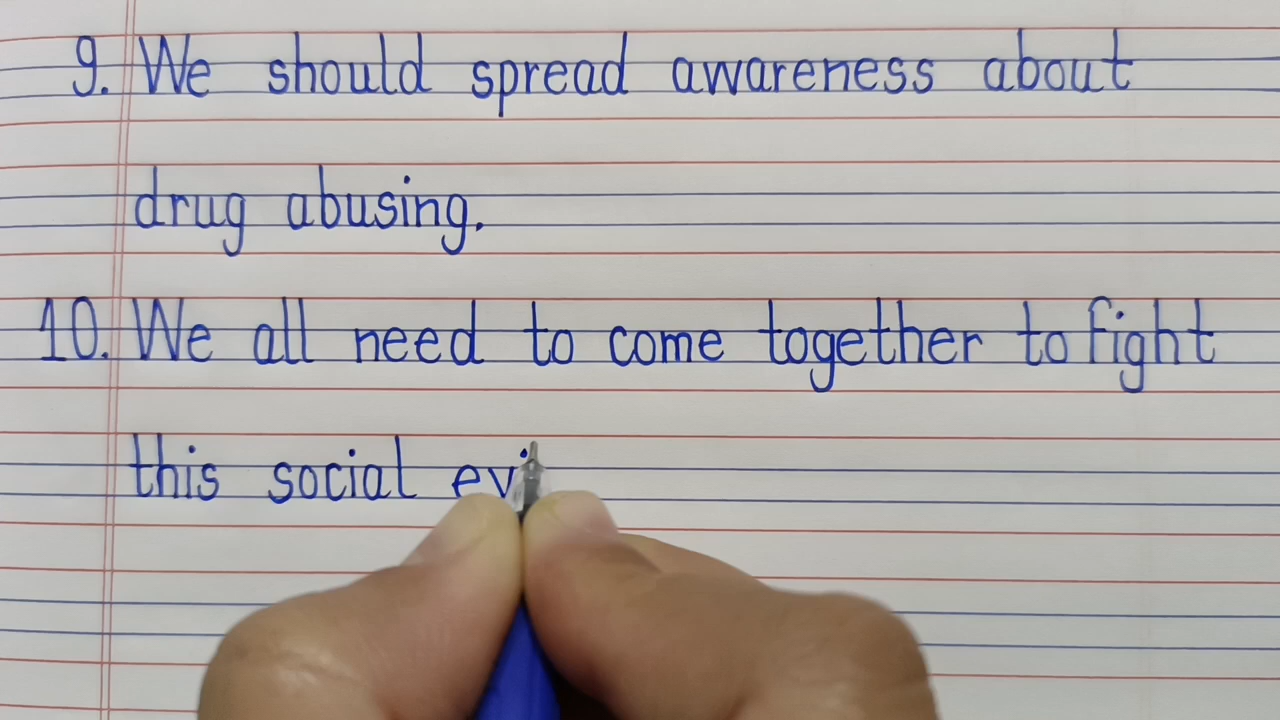 9. We should spread awareness about
drug abusing.
10. We all need to come together to fight
this social evi